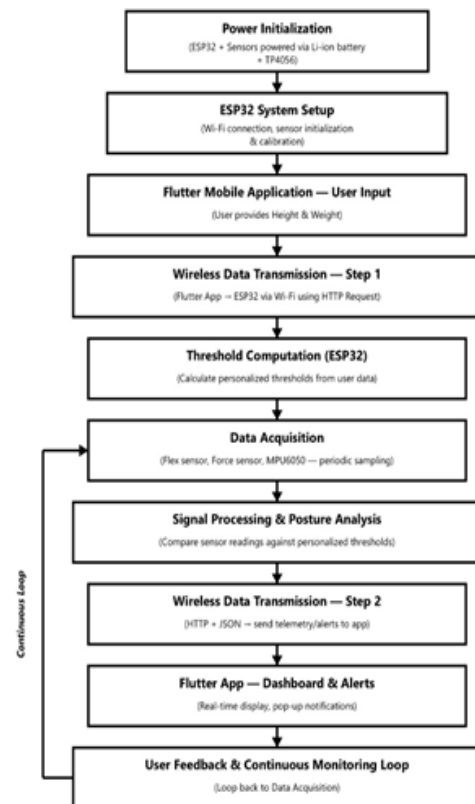 Power Initialization
(ESP32 + Sensors powered via Li-ion battery
+ TP4056)
ESP32 System Setup
(Wi-Fi connection, sensor initialization
& calibration)
Flutter Mobile Application — User Input
(User provides Height & Weight)
Wireless Data Transmission — Step 1
(Flutter App → ESP32 via Wi-Fi using HTTP Request)
Threshold Computation (ESP32)
(Calculate personalized thresholds from user data)
Data Acquisition
(Flex sensor, Force sensor, MPU6050 — periodic sampling)
Signal Processing & Posture Analysis
(Compare sensor readings against personalized thresholds)
Wireless Data Transmission — Step 2
(HTTP + JSON → send telemetry/alerts to app)
Flutter App — Dashboard & Alerts
(Real-time display, pop-up notifications)
User Feedback & Continuous Monitoring Loop
(Loop back to Data Acquisition)
Continuous Loop